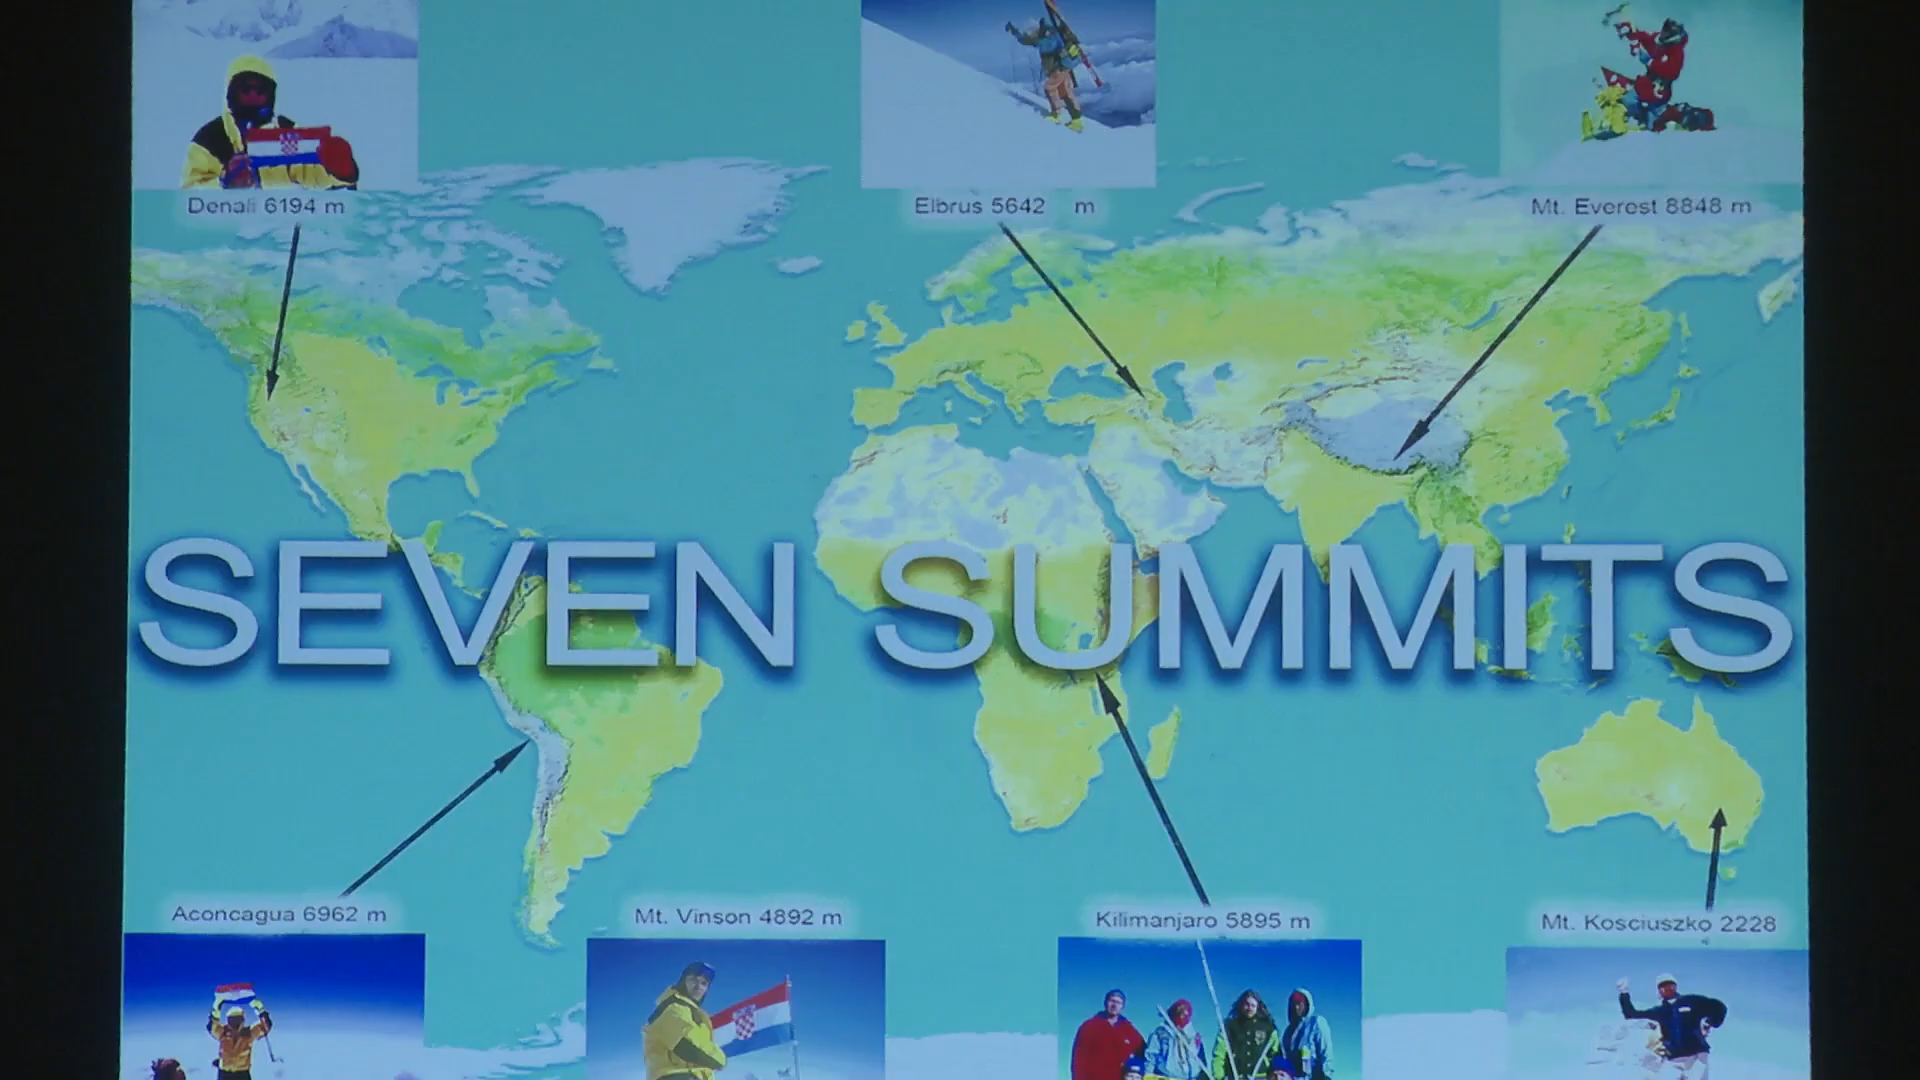 Denali 6194 m
Elbrus 5642 m
Mt. Everest 8848 m
SEVEN SUMMITS
Aconcagua 6962 m
Mt. Vinson 4892 m
Kilimanjaro 5895 m
Mt. Kosciuszko 2228